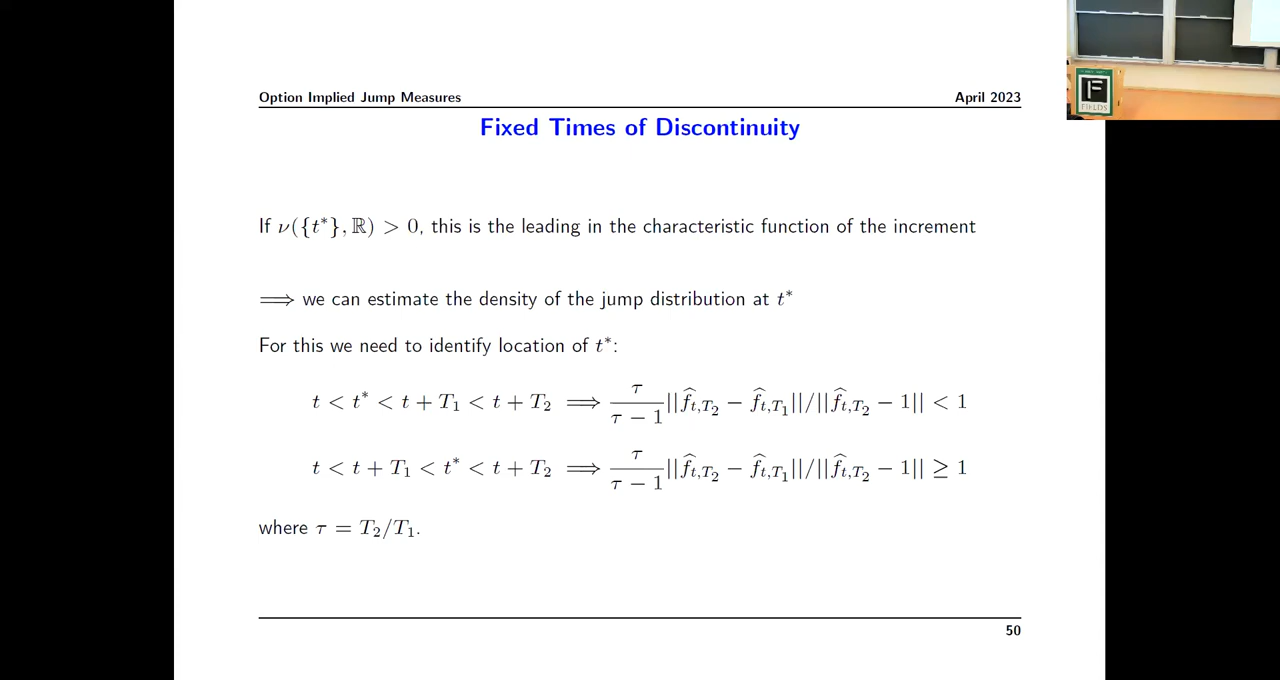 Option Implied Jump Measures April 2023
Fixed Times of Discontinuity
If ν({t*}, ℝ) > 0, this is the leading in the characteristic function of the increment
⟹ we can estimate the density of the jump distribution at t*
For this we need to identify location of t*:
t < t* < t + T₁ < t + T₂ ⟹ τ/(τ − 1) ||f̂_{t,T₂} − f̂_{t,T₁}||/||f̂_{t,T₂} − 1|| < 1
t < t + T₁ < t* < t + T₂ ⟹ τ/(τ − 1) ||f̂_{t,T₂} − f̂_{t,T₁}||/||f̂_{t,T₂} − 1|| ≥ 1
where τ = T₂/T₁.
50
F
FIELDS